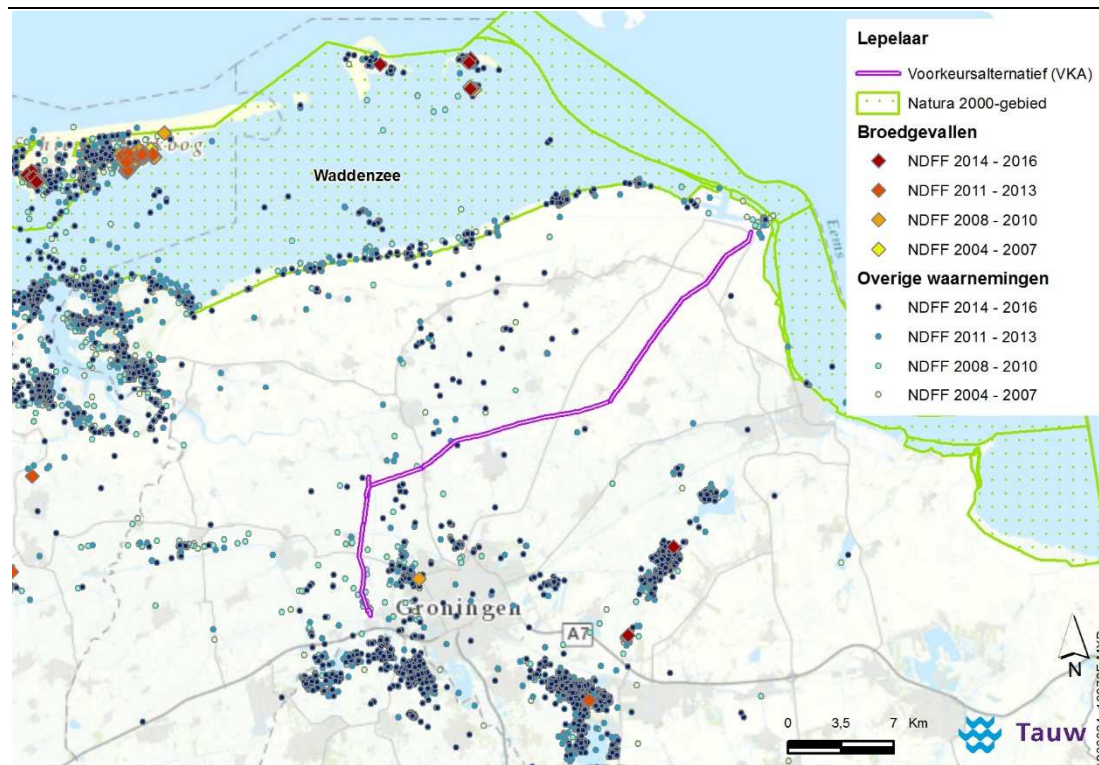 Lepelaar
Voorkeursalternatief (VKA)
Natura 2000-gebied
Broedgevallen
NDFF 2014 - 2016
NDFF 2011 - 2013
NDFF 2008 - 2010
NDFF 2004 - 2007
Overige waarnemingen
NDFF 2014 - 2016
NDFF 2011 - 2013
NDFF 2008 - 2010
NDFF 2004 - 2007
Waddenzee
Eems
Groningen
A7
N
0 3,5 7 Km
Tauw